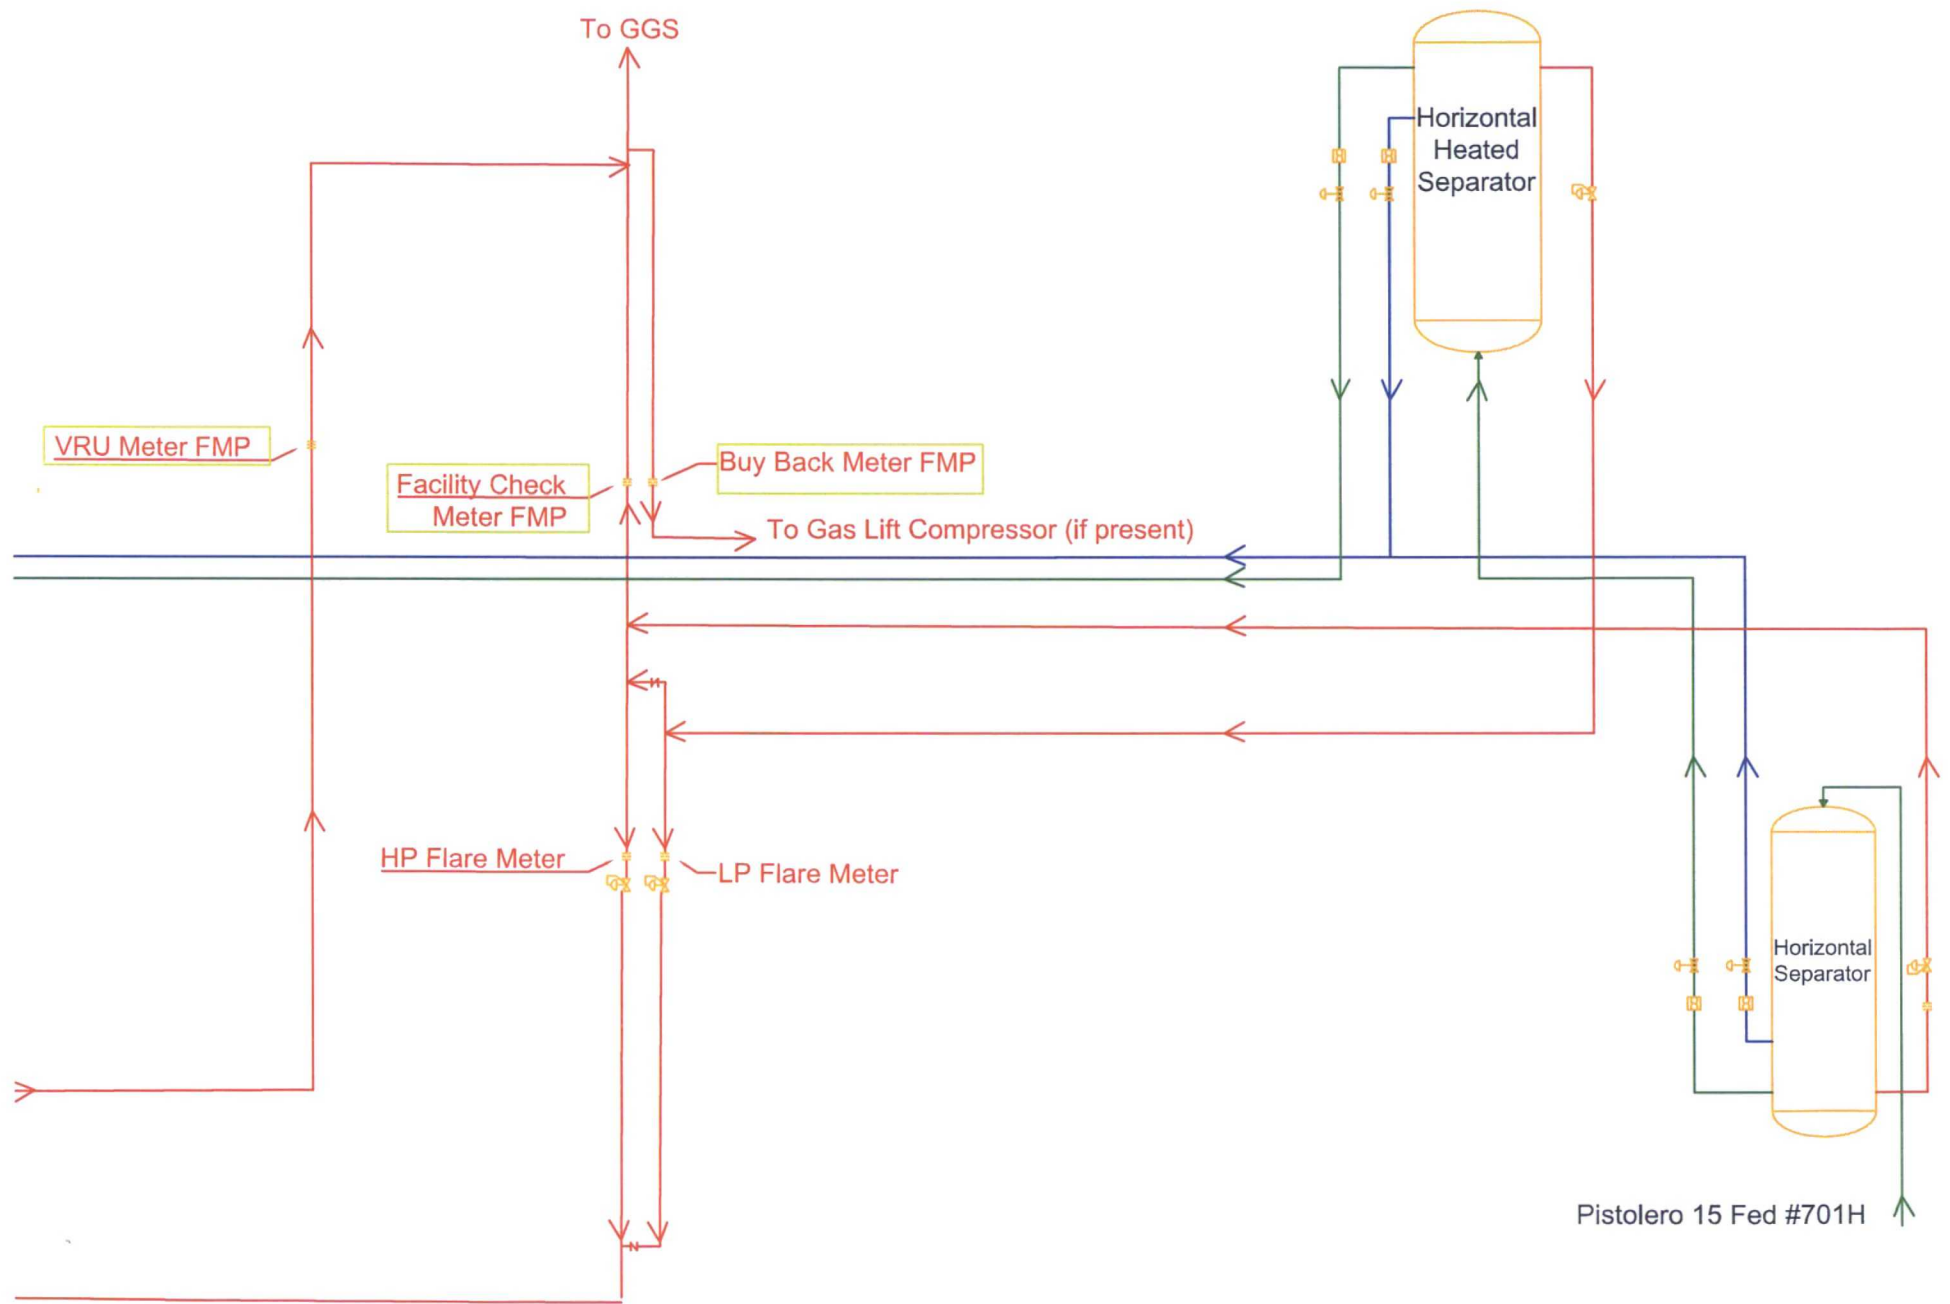 To GGS
Horizontal
Heated
Separator
VRU Meter FMP
Facility Check
Meter FMP
Buy Back Meter FMP
To Gas Lift Compressor (if present)
HP Flare Meter
LP Flare Meter
Horizontal
Separator
Pistolero 15 Fed #701H